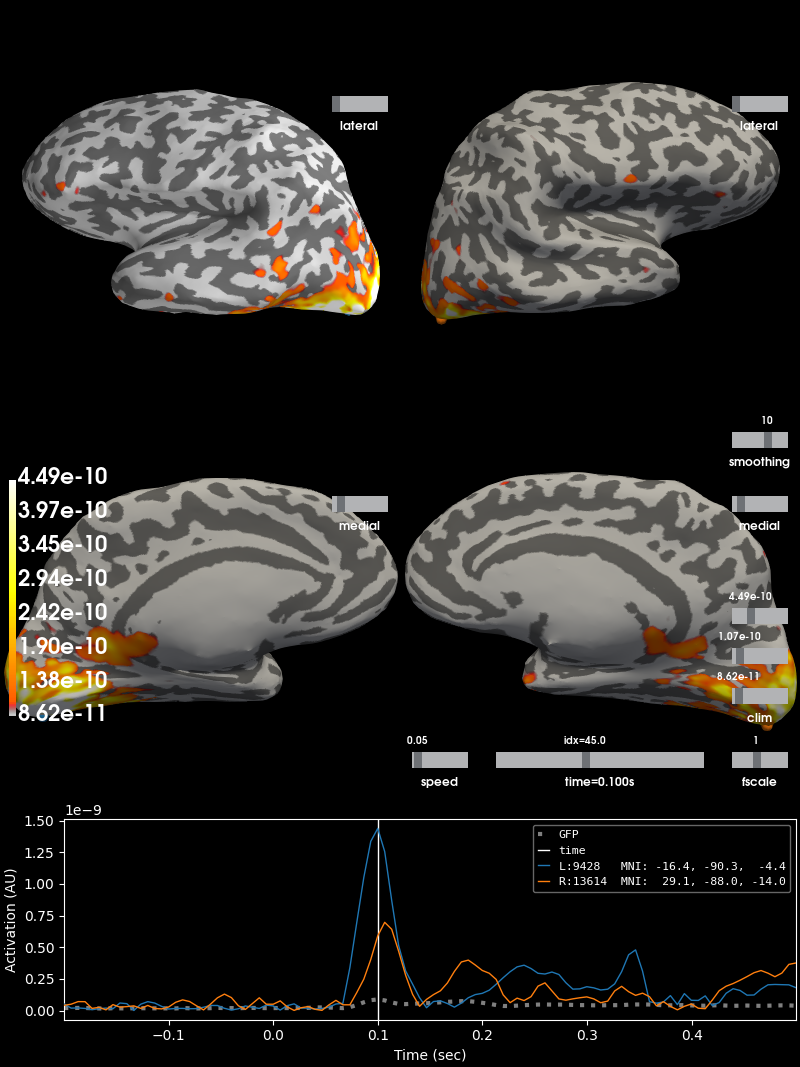 lateral
lateral
10
smoothing
4.49e-10
3.97e-10
medial
medial
3.45e-10
2.94e-10
4.49e-10
2.42e-10
1.07e-10
1.90e-10
8.62e-11
1.38e-10
8.62e-11
clim
0.05
idx=45.0
1
speed
time=0.100s
fscale
1e−9
1.50
1.25
1.00
0.75
0.50
0.25
0.00
Activation (AU)
GFP
time
L:9428 MNI: -16.4, -90.3, -4.4
R:13614 MNI: 29.1, -88.0, -14.0
−0.1 0.0 0.1 0.2 0.3 0.4
Time (sec)